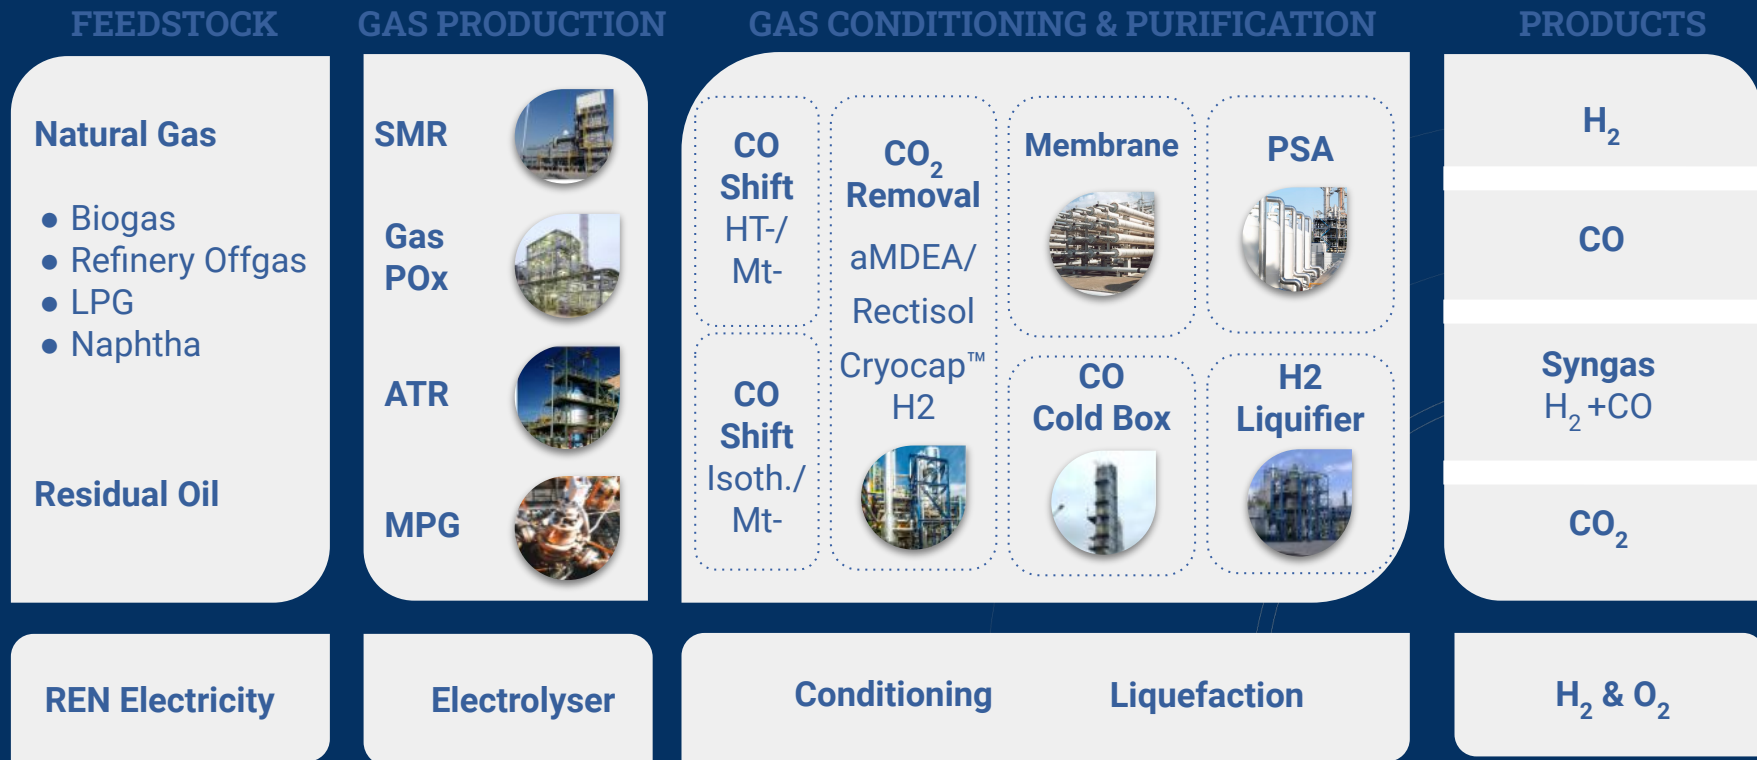 FEEDSTOCK
GAS PRODUCTION
GAS CONDITIONING & PURIFICATION
PRODUCTS
Natural Gas
● Biogas
● Refinery Offgas
● LPG
● Naphtha
Residual Oil
SMR
Gas
POx
ATR
MPG
CO
Shift
HT-/
Mt-
CO
Shift
Isoth./
Mt-
CO₂
Removal
aMDEA/
Rectisol
Cryocap™
H2
Membrane
CO
Cold Box
PSA
H2
Liquifier
H₂
CO
Syngas
H₂ +CO
CO₂
REN Electricity
Electrolyser
Conditioning
Liquefaction
H₂ & O₂